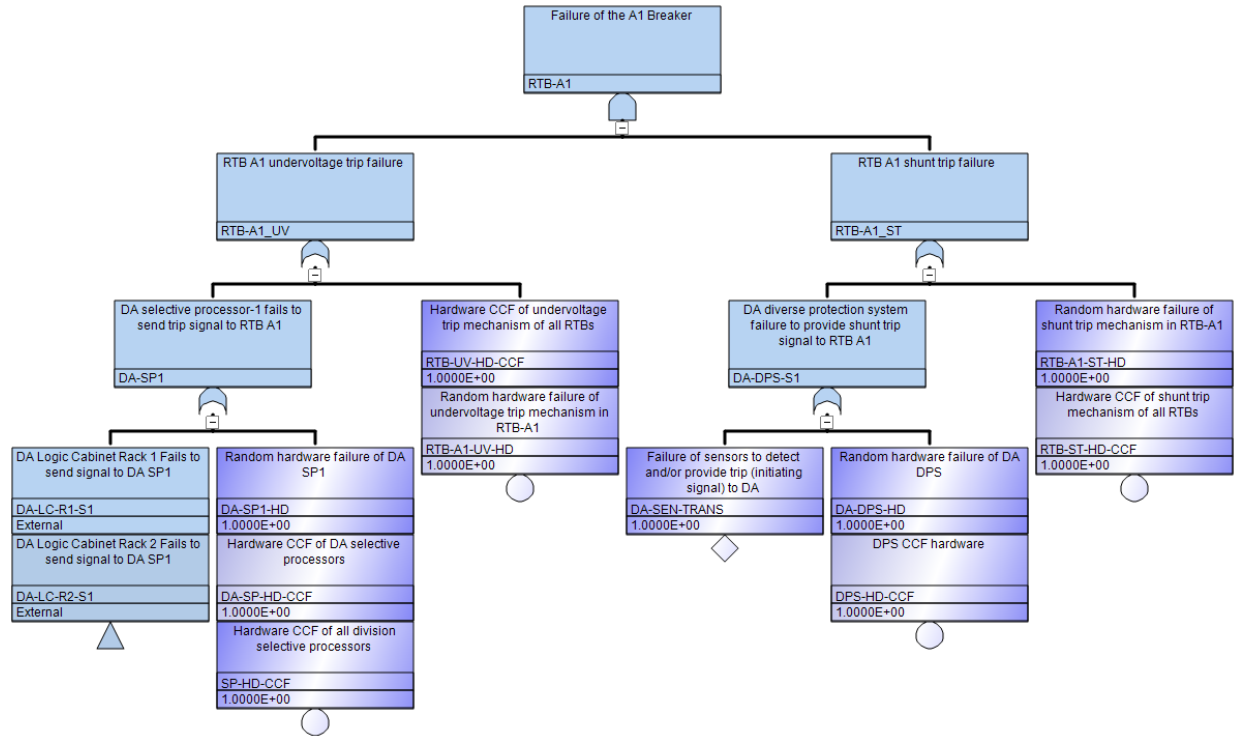 Failure of the A1 Breaker
RTB-A1
RTB A1 undervoltage trip failure
RTB-A1_UV
RTB A1 shunt trip failure
RTB-A1_ST
DA selective processor-1 fails to
send trip signal to RTB A1
DA-SP1
Hardware CCF of undervoltage
trip mechanism of all RTBs
RTB-UV-HD-CCF
1.0000E+00
Random hardware failure of
undervoltage trip mechanism in
RTB-A1
RTB-A1-UV-HD
1.0000E+00
DA diverse protection system
failure to provide shunt trip
signal to RTB A1
DA-DPS-S1
Random hardware failure of
shunt trip mechanism in RTB-A1
RTB-A1-ST-HD
1.0000E+00
Hardware CCF of shunt trip
mechanism of all RTBs
RTB-ST-HD-CCF
1.0000E+00
DA Logic Cabinet Rack 1 Fails to
send signal to DA SP1
DA-LC-R1-S1
External
DA Logic Cabinet Rack 2 Fails to
send signal to DA SP1
DA-LC-R2-S1
External
Random hardware failure of DA
SP1
DA-SP1-HD
1.0000E+00
Hardware CCF of DA selective
processors
DA-SP-HD-CCF
1.0000E+00
Hardware CCF of all division
selective processors
SP-HD-CCF
1.0000E+00
Failure of sensors to detect
and/or provide trip (initiating
signal) to DA
DA-SEN-TRANS
1.0000E+00
Random hardware failure of DA
DPS
DA-DPS-HD
1.0000E+00
DPS CCF hardware
DPS-HD-CCF
1.0000E+00